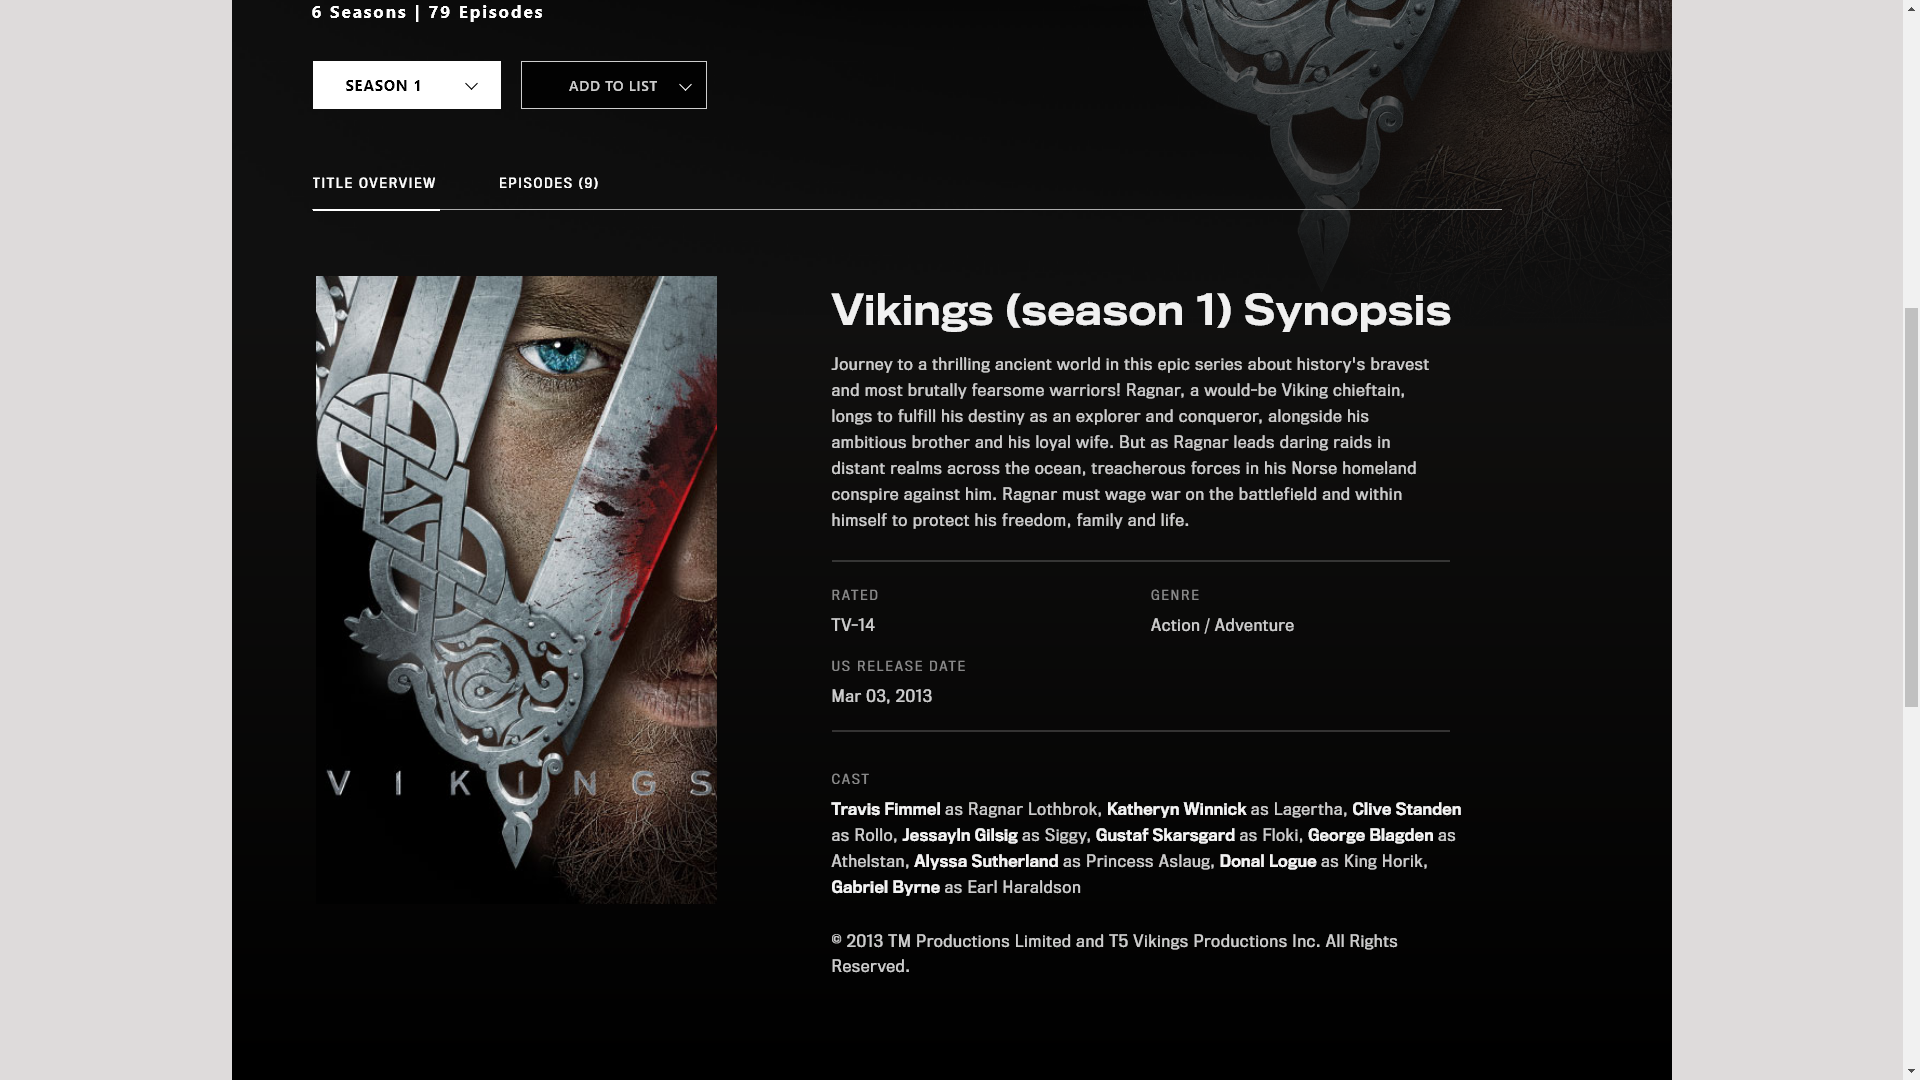 6 Seasons | 79 Episodes
SEASON 1
ADD TO LIST
TITLE OVERVIEW
EPISODES (9)
VIKINGS
Vikings (season 1) Synopsis
Journey to a thrilling ancient world in this epic series about history's bravest
and most brutally fearsome warriors! Ragnar, a would-be Viking chieftain,
longs to fulfill his destiny as an explorer and conqueror, alongside his
ambitious brother and his loyal wife. But as Ragnar leads daring raids in
distant realms across the ocean, treacherous forces in his Norse homeland
conspire against him. Ragnar must wage war on the battlefield and within
himself to protect his freedom, family and life.
RATED
TV-14
GENRE
Action / Adventure
US RELEASE DATE
Mar 03, 2013
CAST
Travis Fimmel as Ragnar Lothbrok, Katheryn Winnick as Lagertha, Clive Standen
as Rollo, Jessayln Gilsig as Siggy, Gustaf Skarsgard as Floki, George Blagden as
Athelstan, Alyssa Sutherland as Princess Aslaug, Donal Logue as King Horik,
Gabriel Byrne as Earl Haraldson
© 2013 TM Productions Limited and T5 Vikings Productions Inc. All Rights
Reserved.